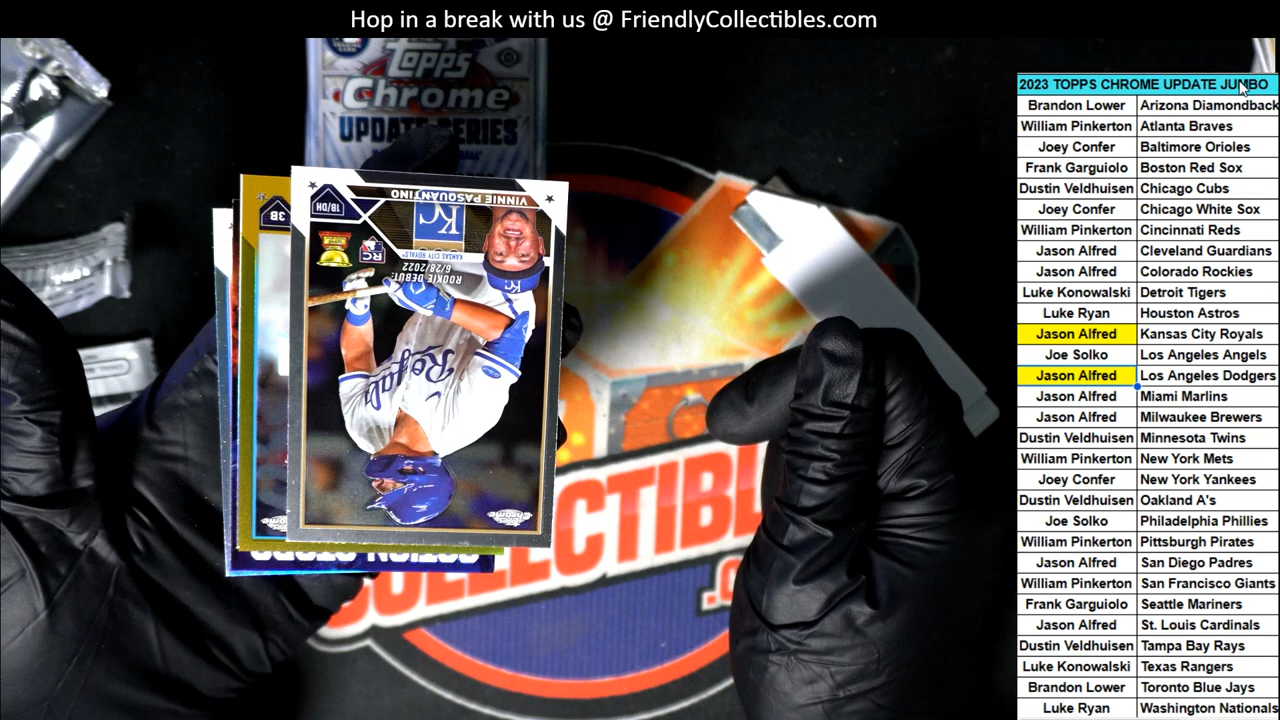 Hop in a break with us @ FriendlyCollectibles.com
Topps
Chrome
UPDATE SERIES
VINNIE PASQUANTINO
1B/DH
KC
KANSAS CITY ROYALS
RC
ROOKIE DEBUT:
6/28/2022
Royals
3B
COLLECTIBL
2023 TOPPS CHROME UPDATE JUMBO
Brandon Lower Arizona Diamondback
William Pinkerton Atlanta Braves
Joey Confer Baltimore Orioles
Frank Garguiolo Boston Red Sox
Dustin Veldhuisen Chicago Cubs
Joey Confer Chicago White Sox
William Pinkerton Cincinnati Reds
Jason Alfred Cleveland Guardians
Jason Alfred Colorado Rockies
Luke Konowalski Detroit Tigers
Luke Ryan Houston Astros
Jason Alfred Kansas City Royals
Joe Solko Los Angeles Angels
Jason Alfred Los Angeles Dodgers
Jason Alfred Miami Marlins
Jason Alfred Milwaukee Brewers
Dustin Veldhuisen Minnesota Twins
William Pinkerton New York Mets
Joey Confer New York Yankees
Dustin Veldhuisen Oakland A's
Joe Solko Philadelphia Phillies
William Pinkerton Pittsburgh Pirates
Jason Alfred San Diego Padres
William Pinkerton San Francisco Giants
Frank Garguiolo Seattle Mariners
Jason Alfred St. Louis Cardinals
Dustin Veldhuisen Tampa Bay Rays
Luke Konowalski Texas Rangers
Brandon Lower Toronto Blue Jays
Luke Ryan Washington Nationals